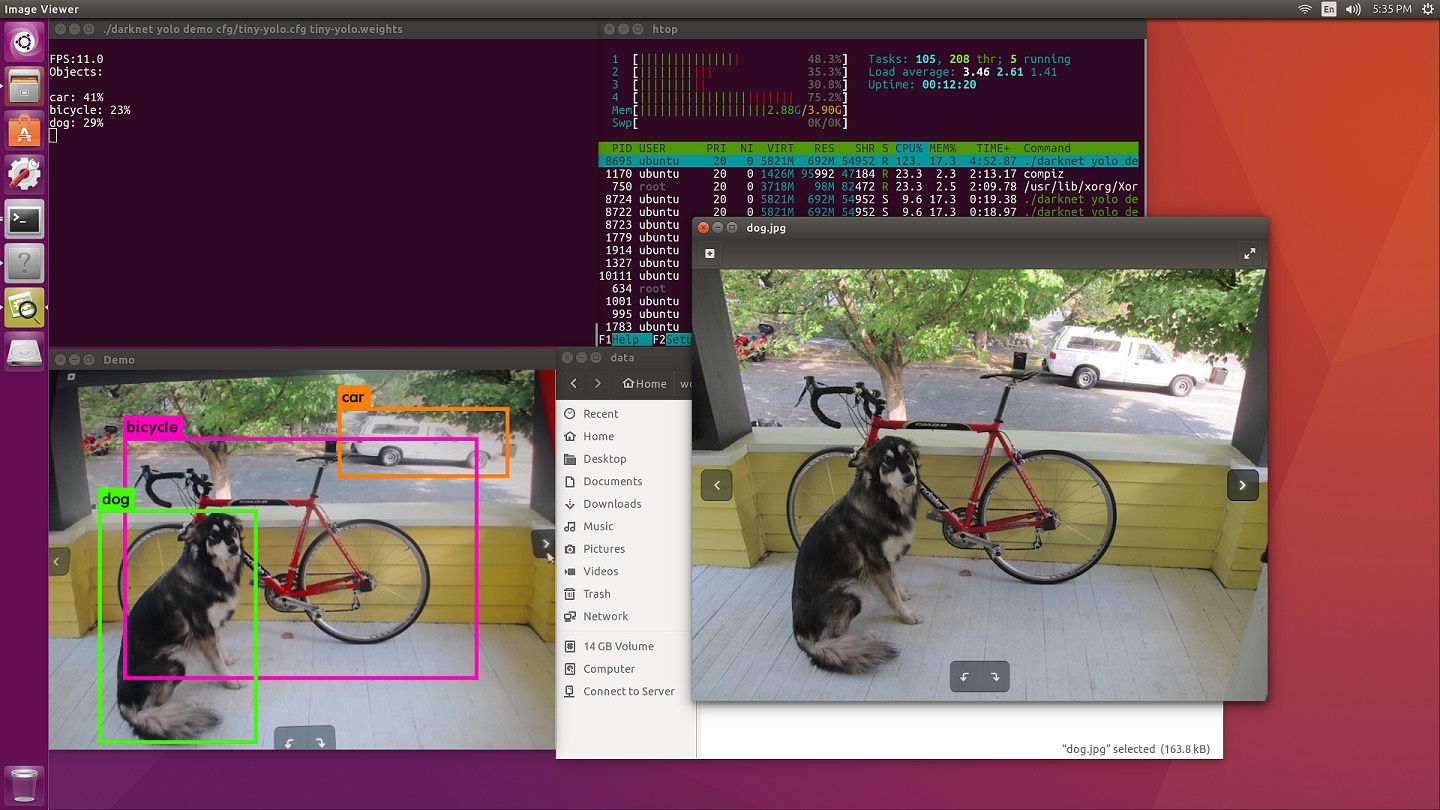 Image Viewer
En
5:35 PM
./darknet yolo demo cfg/tiny-yolo.cfg tiny-yolo.weights
FPS:11.0
Objects:
car: 41%
bicycle: 23%
dog: 29%
htop
1 [ 48.3%]
2 [ 35.3%]
3 [ 30.8%]
4 [ 75.2%]
Mem[ 2.88G/3.90G]
Swp[ 0K/0K]
Tasks: 105, 208 thr; 5 running
Load average: 3.46 2.61 1.41
Uptime: 00:12:20
PID USER PRI NI VIRT RES SHR S CPU% MEM% TIME+ Command
8695 ubuntu 20 0 5821M 692M 54952 R 123. 17.3 4:52.87 ./darknet yolo de
1170 ubuntu 20 0 1426M 95992 47184 R 23.3 2.3 2:13.17 compiz
750 root 20 0 3718M 98M 82472 R 23.3 2.5 2:09.78 /usr/lib/xorg/Xor
8724 ubuntu 20 0 5821M 692M 54952 S 9.6 17.3 0:19.38 ./darknet yolo de
8722 ubuntu 20 0 5821M 692M 54952 S 9.6 17.3 0:18.97 ./darknet yolo de
8723 ubuntu
1779 ubuntu
1914 ubuntu
1327 ubuntu
10111 ubuntu
634 root
1001 ubuntu
995 ubuntu
1783 ubuntu
F1Help F2Setu
dog.jpg
CALOI
Demo
car
bicycle
dog
data
Home
wo
Recent
Home
Desktop
Documents
Downloads
Music
Pictures
Videos
Trash
Network
14 GB Volume
Computer
Connect to Server
"dog.jpg" selected (163.8 kB)